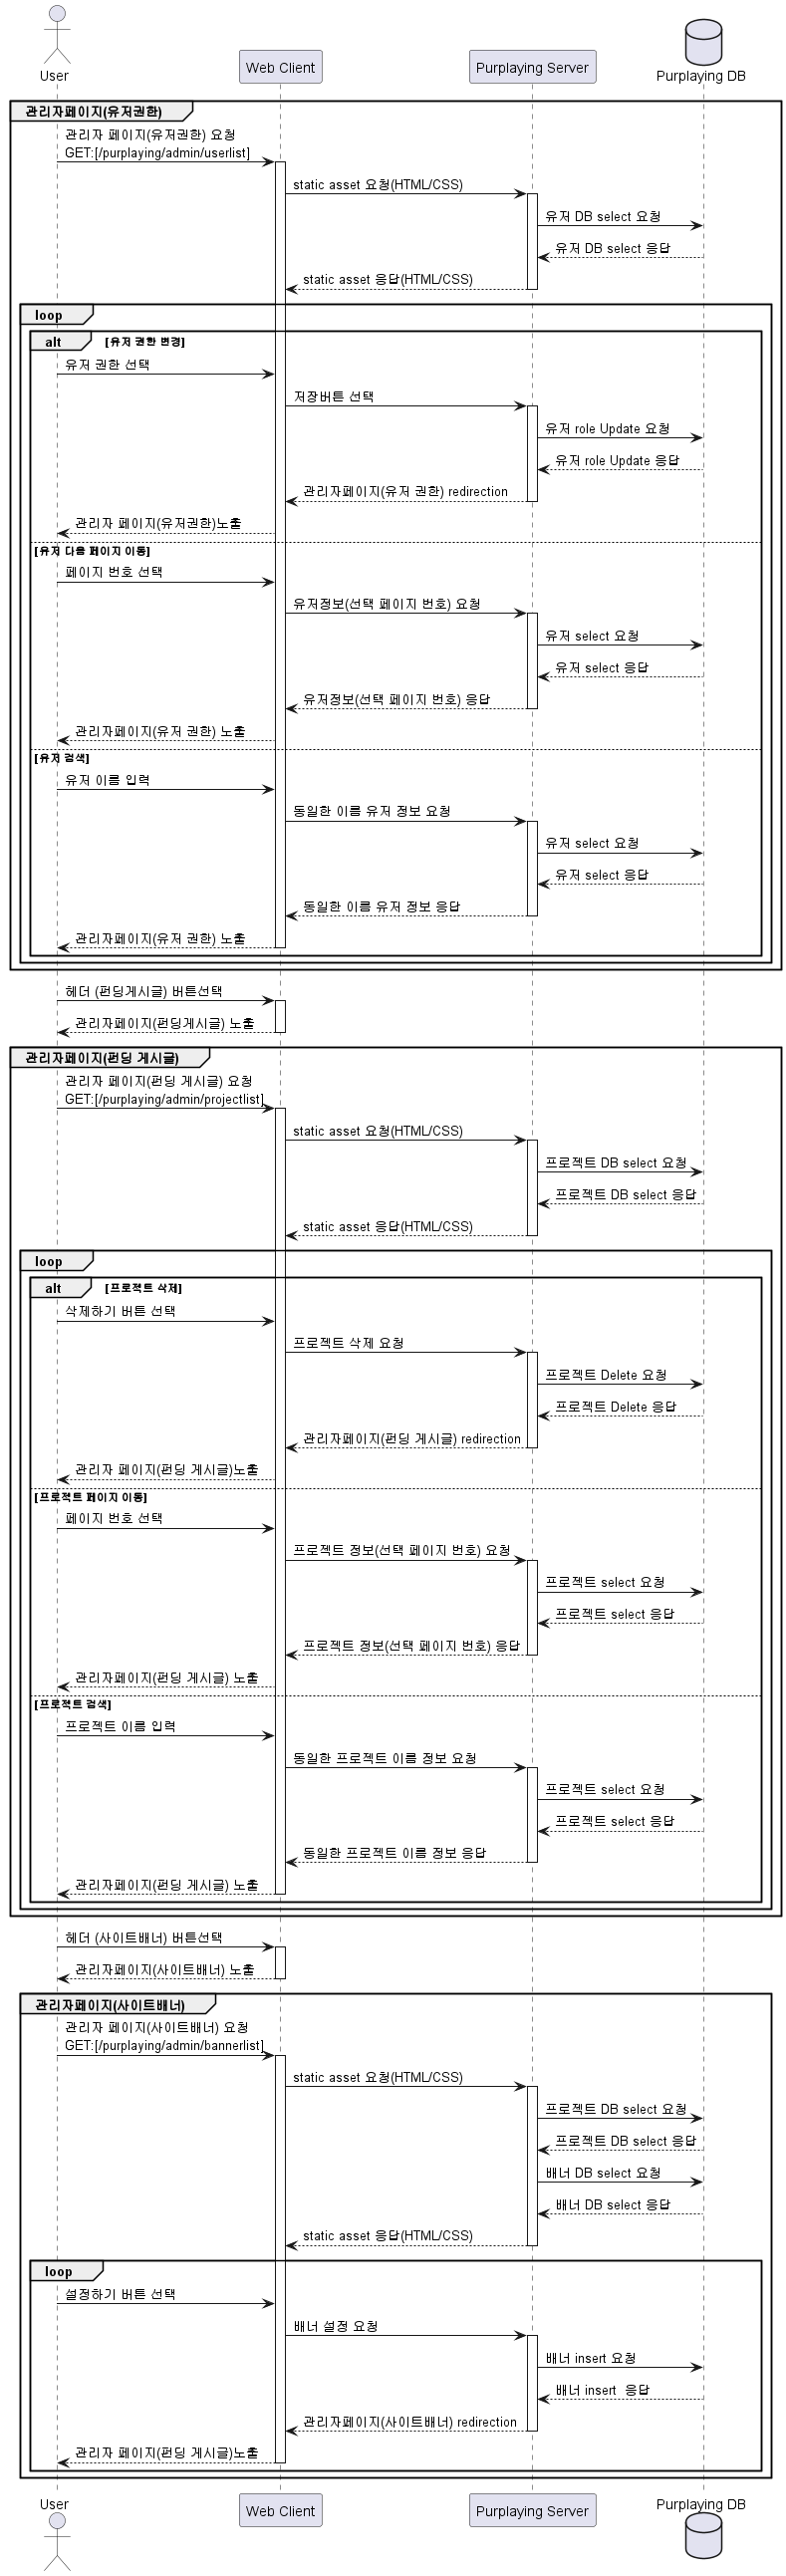 User
Web Client
Purplaying Server
Purplaying DB
관리자페이지(유저권한)
관리자 페이지(유저권한) 요청
GET:[/purplaying/admin/userlist]
static asset 요청(HTML/CSS)
유저 DB select 요청
유저 DB select 응답
static asset 응답(HTML/CSS)
loop
alt [유저 권한 변경]
유저 권한 선택
저장버튼 선택
유저 role Update 요청
유저 role Update 응답
관리자페이지(유저 권한) redirection
관리자 페이지(유저권한)노출
[유저 다음 페이지 이동]
페이지 번호 선택
유저정보(선택 페이지 번호) 요청
유저 select 요청
유저 select 응답
유저정보(선택 페이지 번호) 응답
관리자페이지(유저 권한) 노출
[유저 검색]
유저 이름 입력
동일한 이름 유저 정보 요청
유저 select 요청
유저 select 응답
동일한 이름 유저 정보 응답
관리자페이지(유저 권한) 노출
헤더 (펀딩게시글) 버튼선택
관리자페이지(펀딩게시글) 노출
관리자페이지(펀딩 게시글)
관리자 페이지(펀딩 게시글) 요청
GET:[/purplaying/admin/projectlist]
static asset 요청(HTML/CSS)
프로젝트 DB select 요청
프로젝트 DB select 응답
static asset 응답(HTML/CSS)
loop
alt [프로젝트 삭제]
삭제하기 버튼 선택
프로젝트 삭제 요청
프로젝트 Delete 요청
프로젝트 Delete 응답
관리자페이지(펀딩 게시글) redirection
관리자 페이지(펀딩 게시글)노출
[프로젝트 페이지 이동]
페이지 번호 선택
프로젝트 정보(선택 페이지 번호) 요청
프로젝트 select 요청
프로젝트 select 응답
프로젝트 정보(선택 페이지 번호) 응답
관리자페이지(펀딩 게시글) 노출
[프로젝트 검색]
프로젝트 이름 입력
동일한 프로젝트 이름 정보 요청
프로젝트 select 요청
프로젝트 select 응답
동일한 프로젝트 이름 정보 응답
관리자페이지(펀딩 게시글) 노출
헤더 (사이트배너) 버튼선택
관리자페이지(사이트배너) 노출
관리자페이지(사이트배너)
관리자 페이지(사이트배너) 요청
GET:[/purplaying/admin/bannerlist]
static asset 요청(HTML/CSS)
프로젝트 DB select 요청
프로젝트 DB select 응답
배너 DB select 요청
배너 DB select 응답
static asset 응답(HTML/CSS)
loop
설정하기 버튼 선택
배너 설정 요청
배너 insert 요청
배너 insert 응답
관리자페이지(사이트배너) redirection
관리자 페이지(펀딩 게시글)노출
User
Web Client
Purplaying Server
Purplaying DB